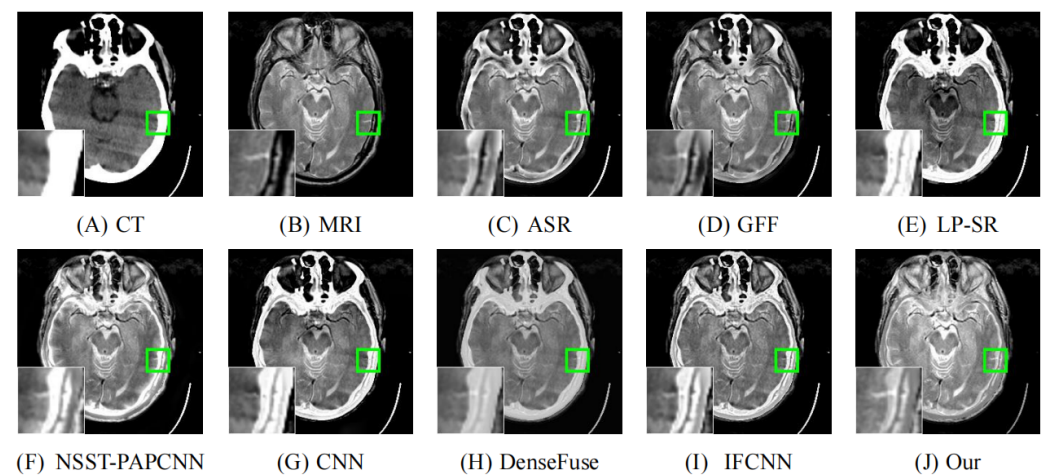 (A) CT (B) MRI (C) ASR (D) GFF (E) LP-SR
(F) NSST-PAPCNN (G) CNN (H) DenseFuse (I) IFCNN (J) Our